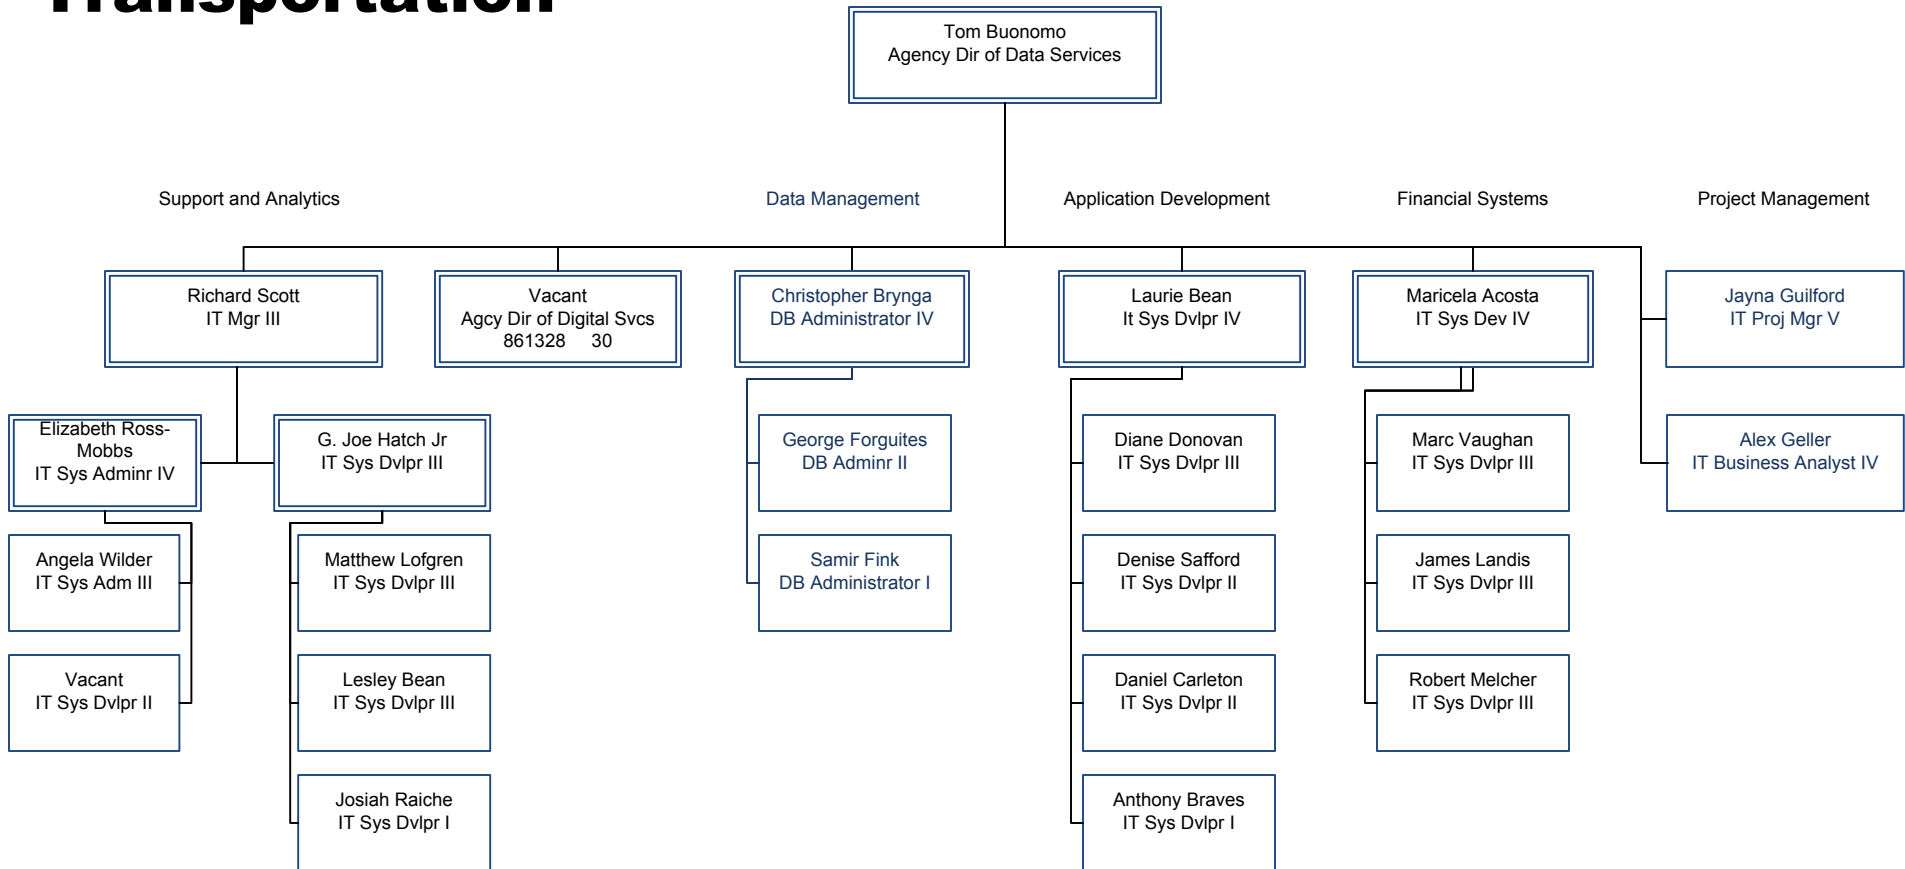 Transportation
Tom Buonomo
Agency Dir of Data Services
Support and Analytics
Data Management
Application Development
Financial Systems
Project Management
Richard Scott
IT Mgr III
Vacant
Agcy Dir of Digital Svcs
861328 30
Christopher Brynga
DB Administrator IV
Laurie Bean
It Sys Dvlpr IV
Maricela Acosta
IT Sys Dev IV
Jayna Guilford
IT Proj Mgr V
Elizabeth Ross-
Mobbs
IT Sys Adminr IV
G. Joe Hatch Jr
IT Sys Dvlpr III
George Forguites
DB Adminr II
Diane Donovan
IT Sys Dvlpr III
Marc Vaughan
IT Sys Dvlpr III
Alex Geller
IT Business Analyst IV
Angela Wilder
IT Sys Adm III
Matthew Lofgren
IT Sys Dvlpr III
Samir Fink
DB Administrator I
Denise Safford
IT Sys Dvlpr II
James Landis
IT Sys Dvlpr III
Vacant
IT Sys Dvlpr II
Lesley Bean
IT Sys Dvlpr III
Daniel Carleton
IT Sys Dvlpr II
Robert Melcher
IT Sys Dvlpr III
Josiah Raiche
IT Sys Dvlpr I
Anthony Braves
IT Sys Dvlpr I